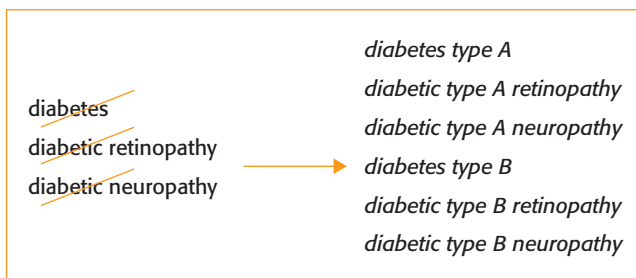 diabetes
diabetic retinopathy
diabetic neuropathy
diabetes type A
diabetic type A retinopathy
diabetic type A neuropathy
diabetes type B
diabetic type B retinopathy
diabetic type B neuropathy